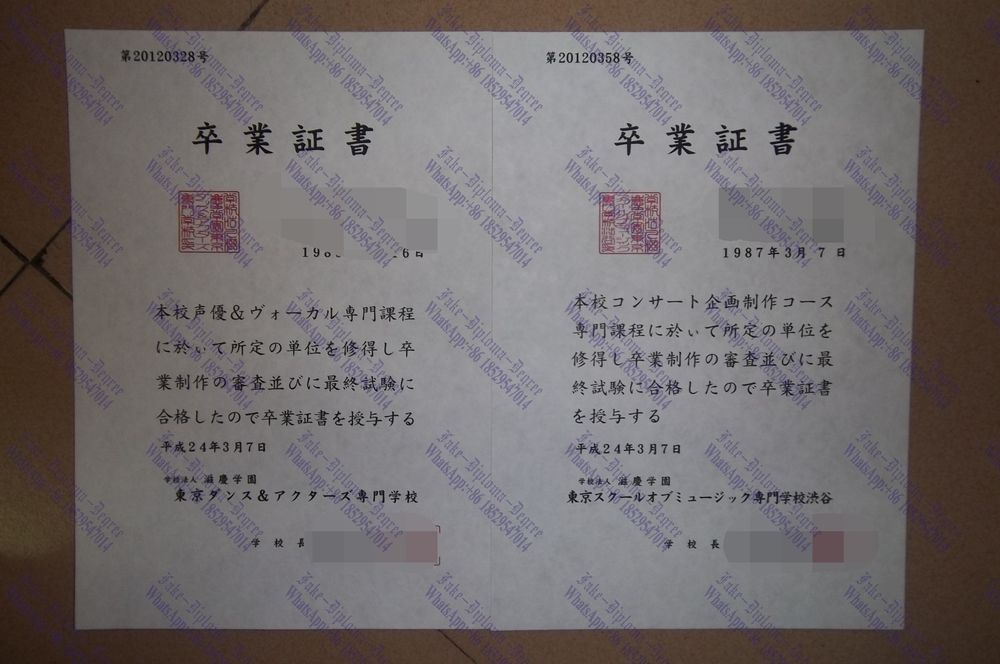 第20120328号
卒業証書
本校声優&ヴォーカル専門課程
に於いて所定の単位を修得し卒
業制作の審査並びに最終試験に
合格したので卒業証書を授与する
平成24年3月7日
学校法人 滋慶学園
東京ダンス&アクターズ専門学校
学校長
第20120358号
卒業証書
1987年3月7日
本校コンサート企画制作コース
専門課程に於いて所定の単位を
修得し卒業制作の審査並びに最
終試験に合格したので卒業証書
を授与する
平成24年3月7日
学校法人 滋慶学園
東京スクールオブミュージック専門学校渋谷
学校長
Fake-Diploma-Degree
WhatsApp:+86 18529547014